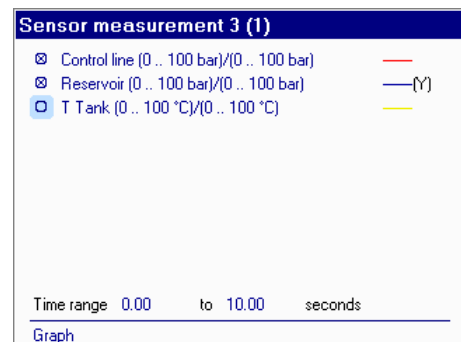 Sensor measurement 3 (1)
Control line (0 .. 100 bar)/(0 .. 100 bar)
Reservoir (0 .. 100 bar)/(0 .. 100 bar) (Y)
T Tank (0 .. 100 °C)/(0 .. 100 °C)
Time range 0.00 to 10.00 seconds
Graph